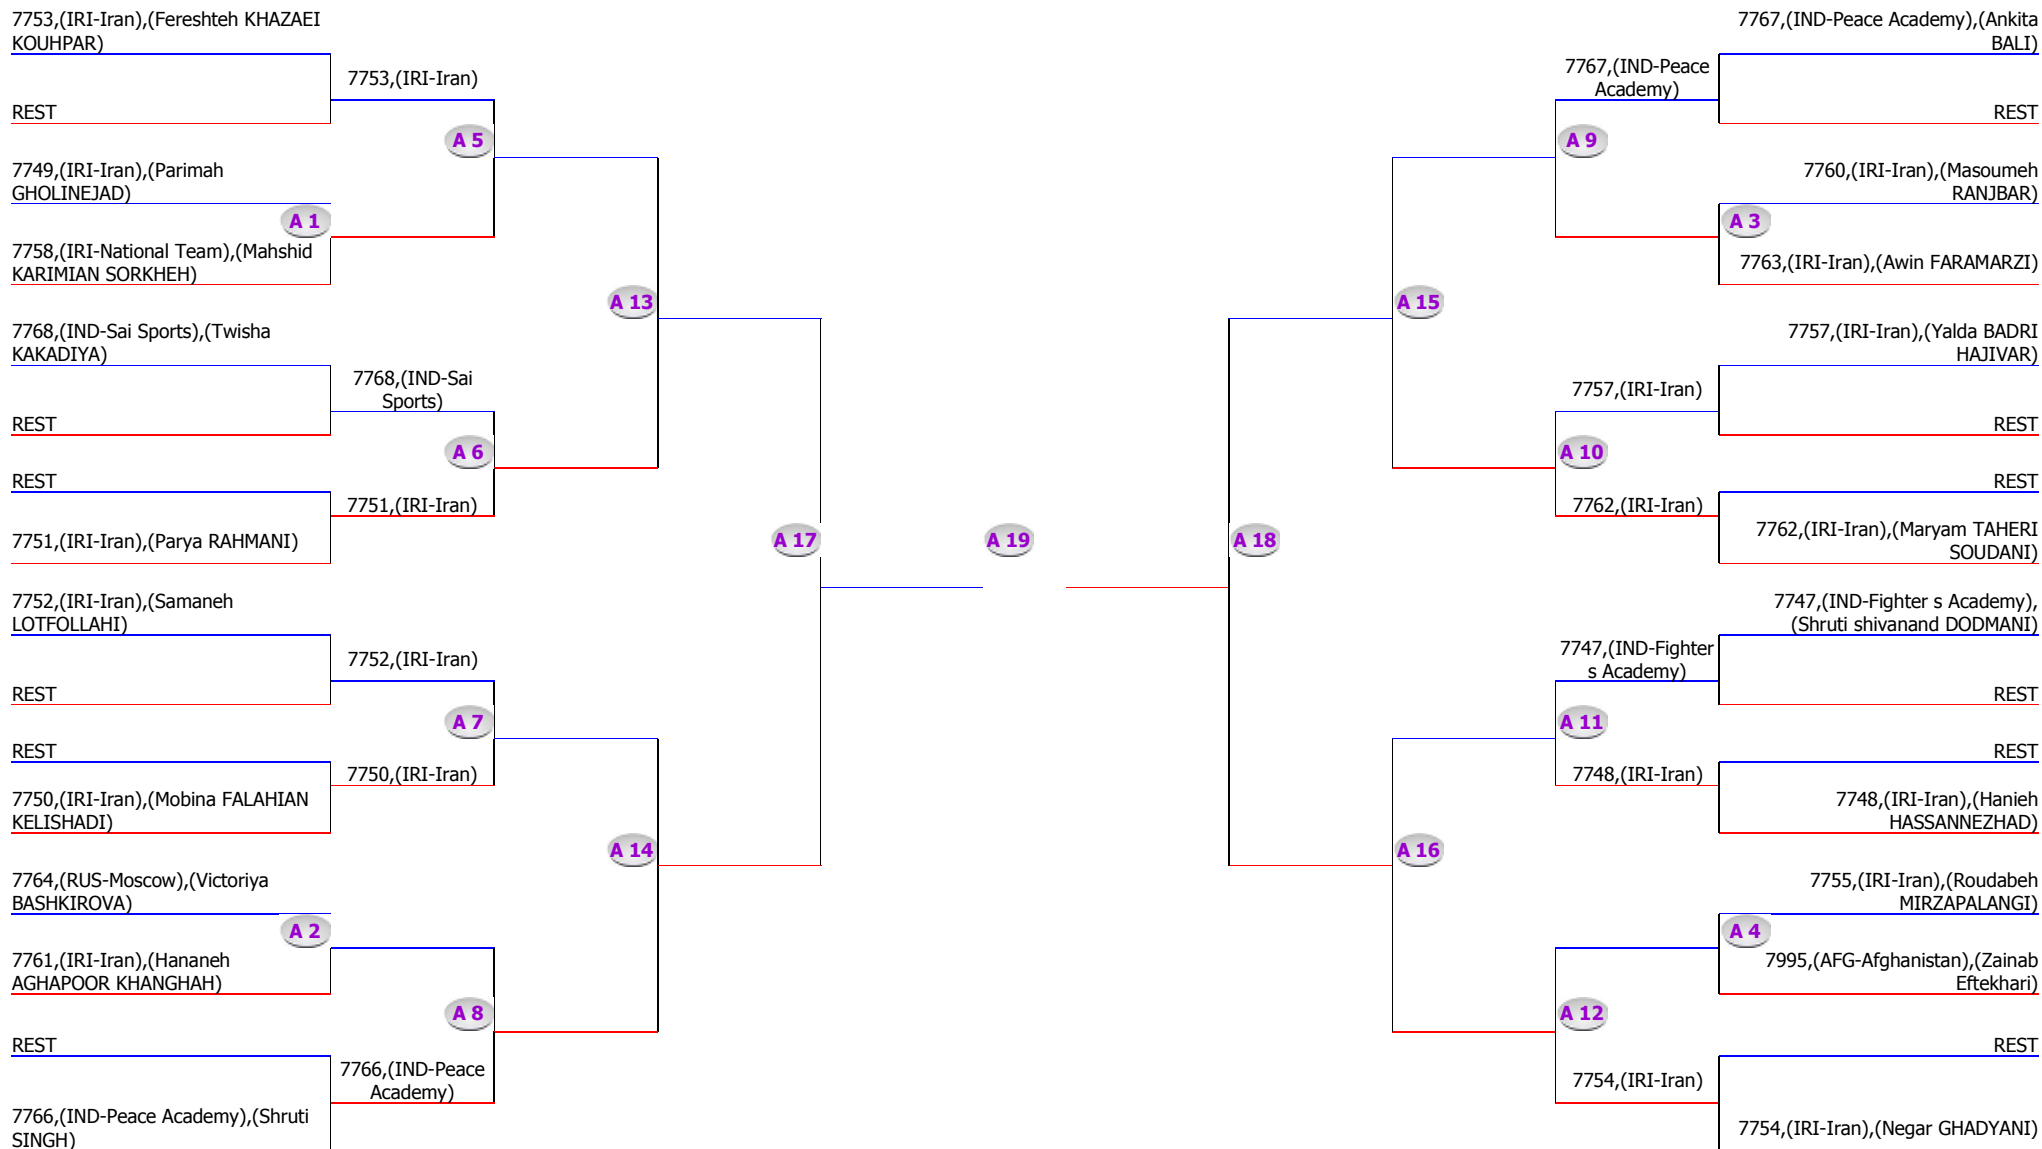 7753,(IRI-Iran),(Fereshteh KHAZAEI
KOUHPAR)
REST
7749,(IRI-Iran),(Parimah
GHOLINEJAD)
7758,(IRI-National Team),(Mahshid
KARIMIAN SORKHEH)
7768,(IND-Sai Sports),(Twisha
KAKADIYA)
REST
REST
7751,(IRI-Iran),(Parya RAHMANI)
7752,(IRI-Iran),(Samaneh
LOTFOLLAHI)
REST
REST
7750,(IRI-Iran),(Mobina FALAHIAN
KELISHADI)
7764,(RUS-Moscow),(Victoriya
BASHKIROVA)
7761,(IRI-Iran),(Hananeh
AGHAPOOR KHANGHAH)
REST
7766,(IND-Peace Academy),(Shruti
SINGH)
A 1
A 2
7753,(IRI-Iran)
7768,(IND-Sai
Sports)
7751,(IRI-Iran)
7752,(IRI-Iran)
7750,(IRI-Iran)
7766,(IND-Peace
Academy)
A 5
A 6
A 7
A 8
A 13
A 14
A 17
A 19
A 18
A 15
A 16
A 9
A 10
A 11
A 12
7767,(IND-Peace
Academy)
7757,(IRI-Iran)
7762,(IRI-Iran)
7747,(IND-Fighter
s Academy)
7748,(IRI-Iran)
7754,(IRI-Iran)
A 3
A 4
7767,(IND-Peace Academy),(Ankita
BALI)
REST
7760,(IRI-Iran),(Masoumeh
RANJBAR)
7763,(IRI-Iran),(Awin FARAMARZI)
7757,(IRI-Iran),(Yalda BADRI
HAJIVAR)
REST
REST
7762,(IRI-Iran),(Maryam TAHERI
SOUDANI)
7747,(IND-Fighter s Academy),
(Shruti shivanand DODMANI)
REST
REST
7748,(IRI-Iran),(Hanieh
HASSANNEZHAD)
7755,(IRI-Iran),(Roudabeh
MIRZAPALANGI)
7995,(AFG-Afghanistan),(Zainab
Eftekhari)
REST
7754,(IRI-Iran),(Negar GHADYANI)